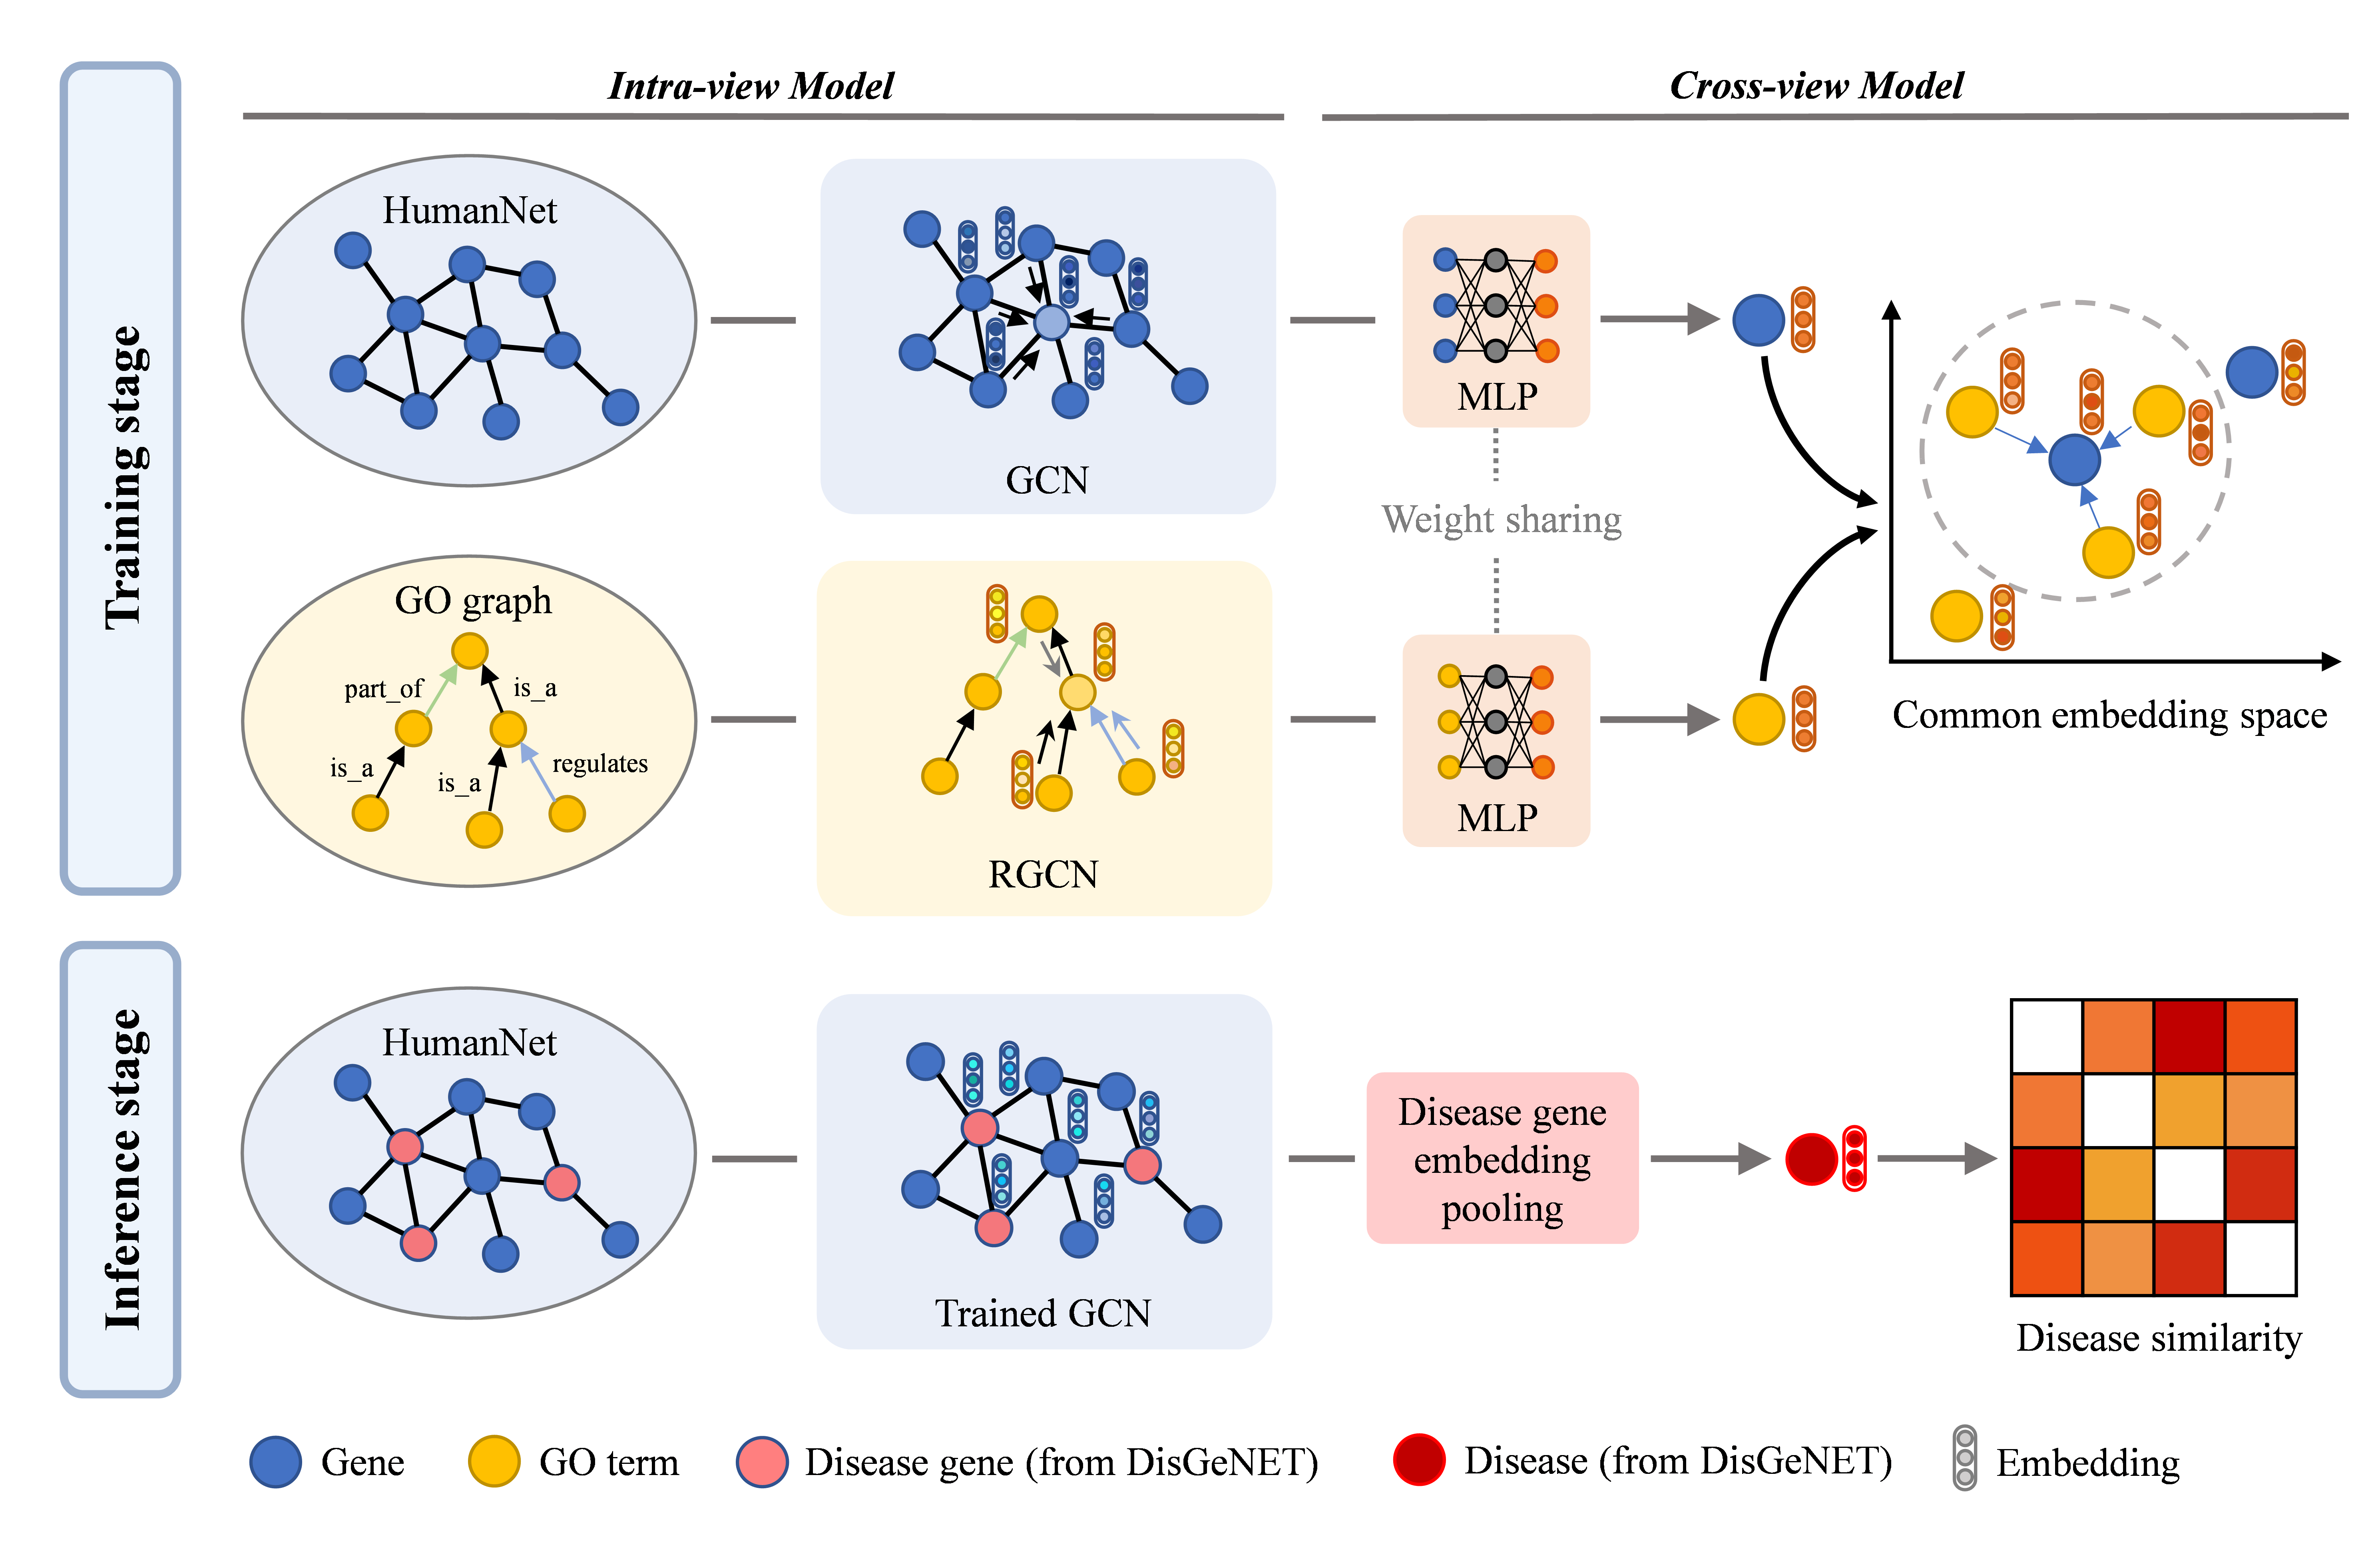 Intra-view Model
Cross-view Model
Training stage
HumanNet
GCN
MLP
Weight sharing
GO graph
part_of
is_a
is_a
is_a
regulates
RGCN
MLP
Common embedding space
Inference stage
HumanNet
Trained GCN
Disease gene
embedding
pooling
Disease similarity
Gene
GO term
Disease gene (from DisGeNET)
Disease (from DisGeNET)
Embedding